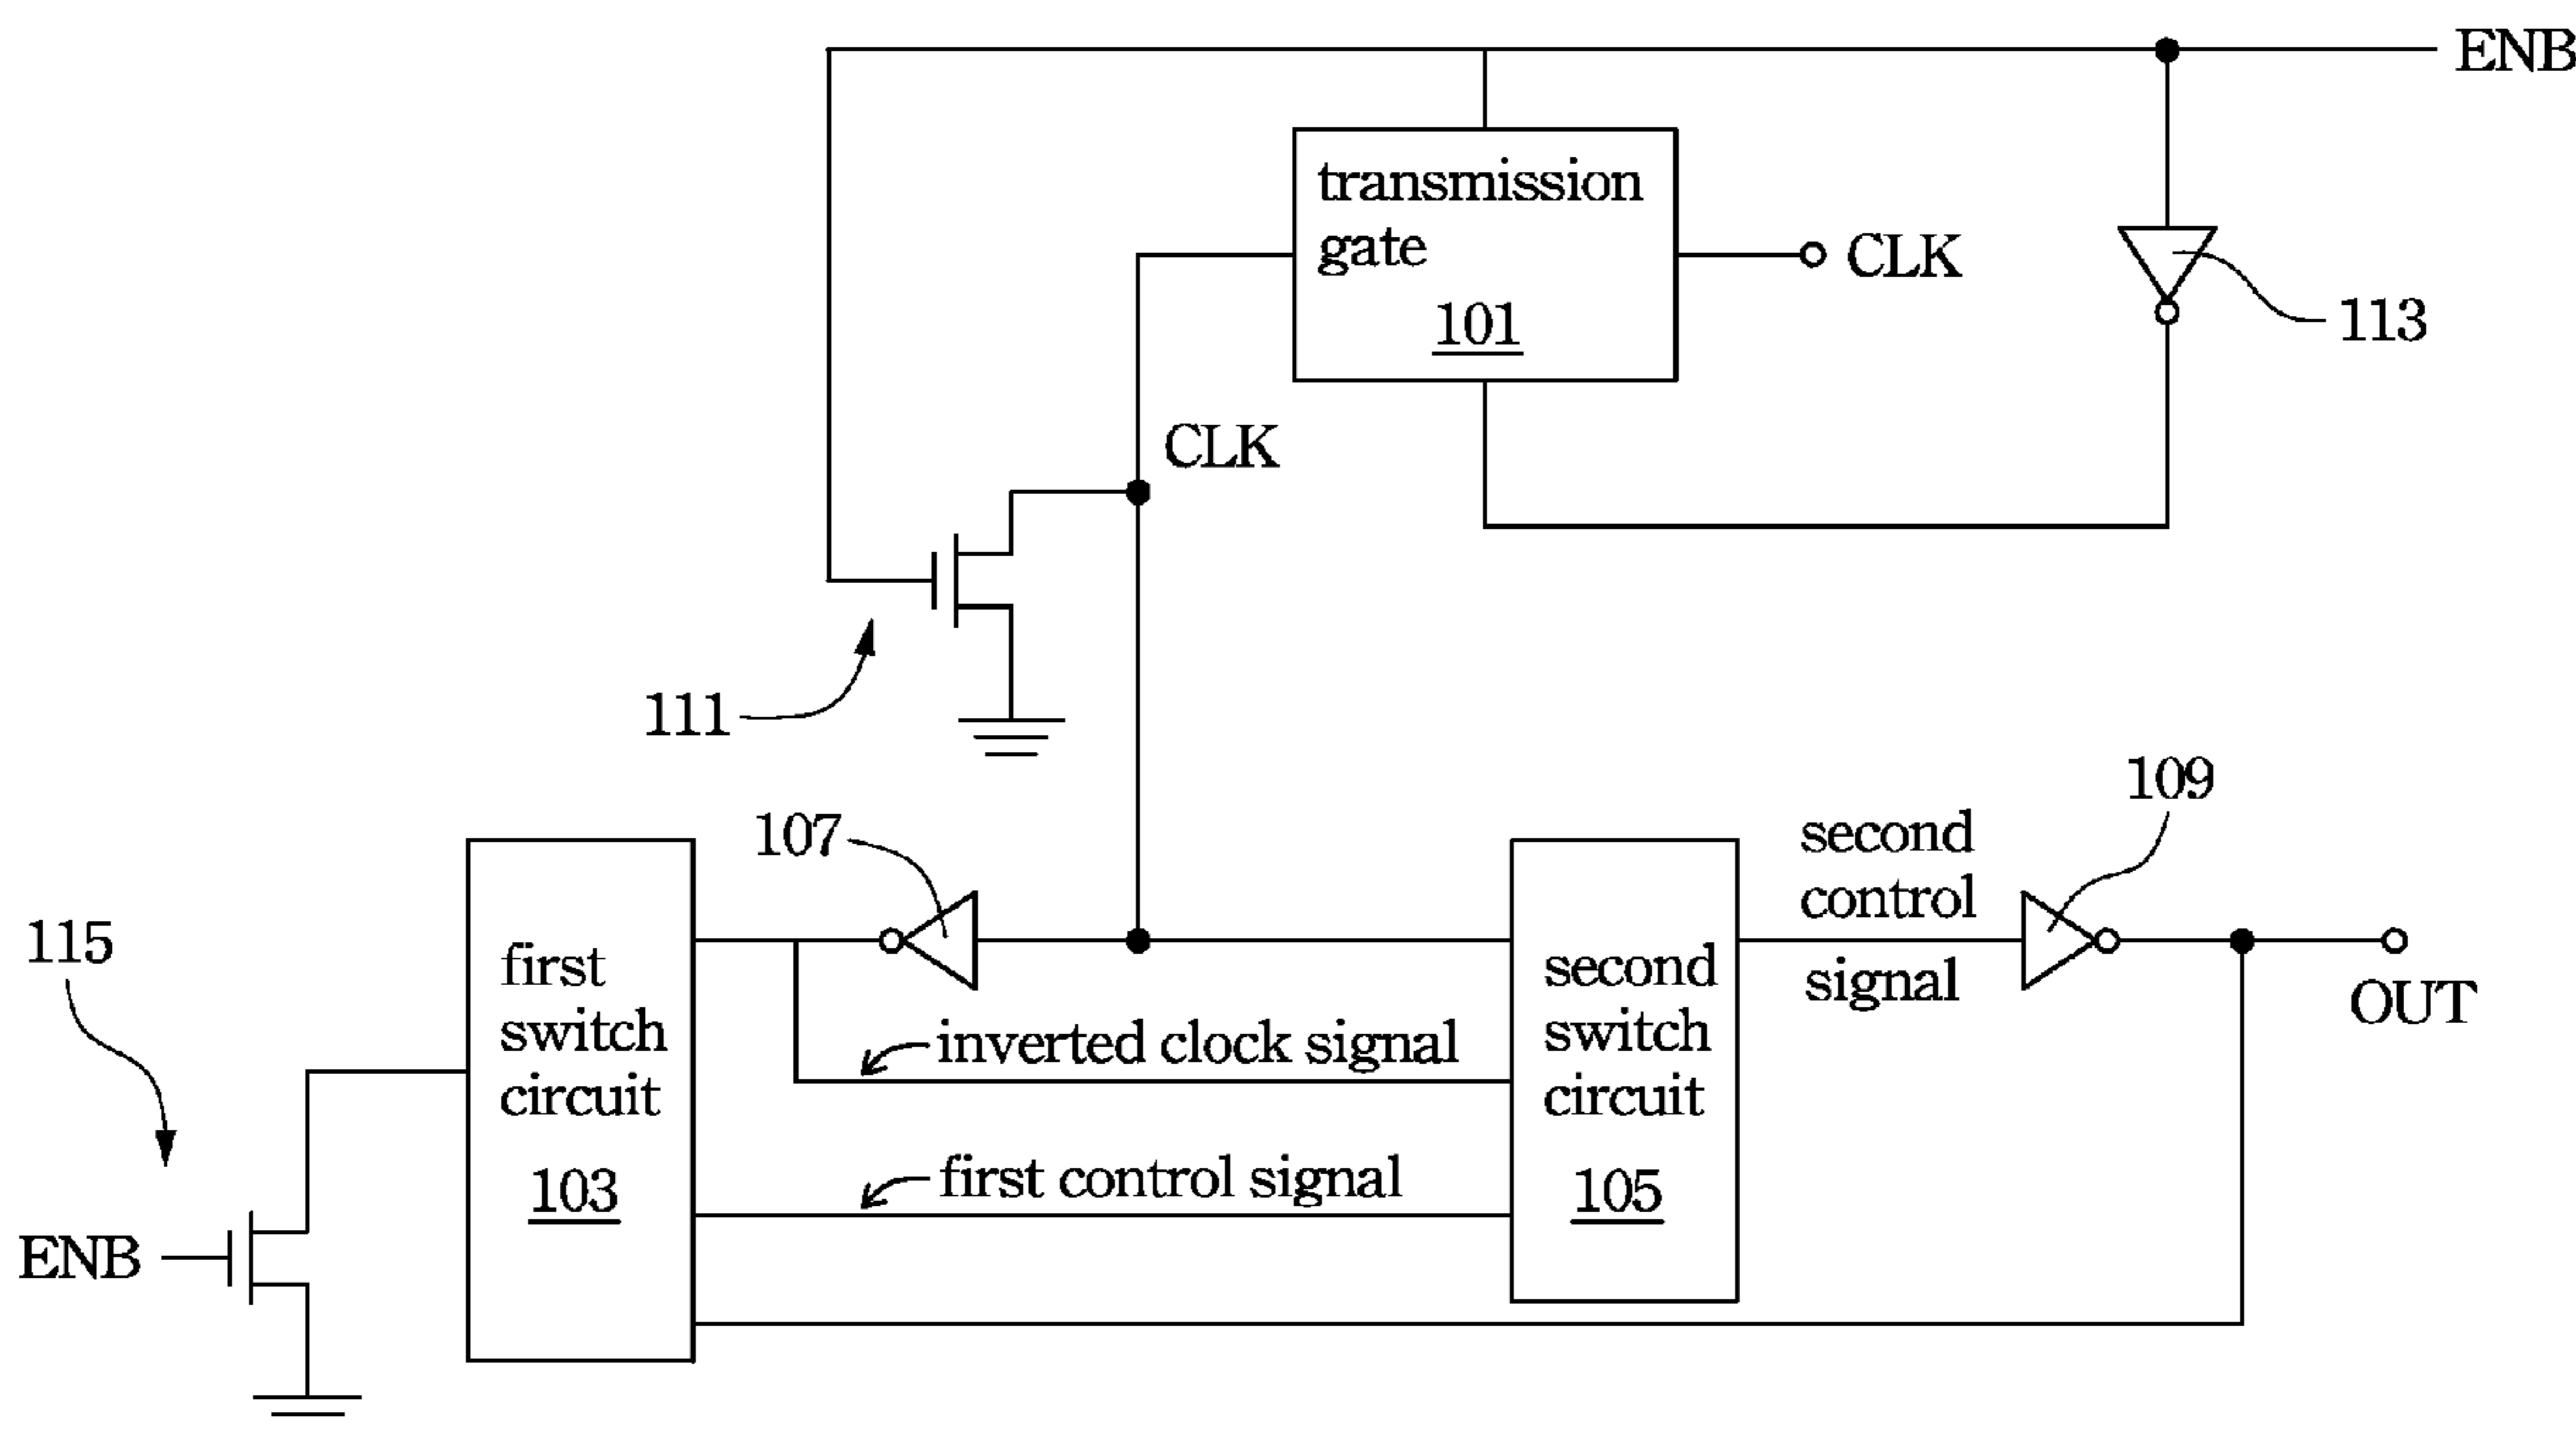 ENB
transmission
gate
101
CLK
113
CLK
111
107
109
second
control
signal
115
first
switch
circuit
103
second
switch
circuit
105
OUT
inverted clock signal
first control signal
ENB